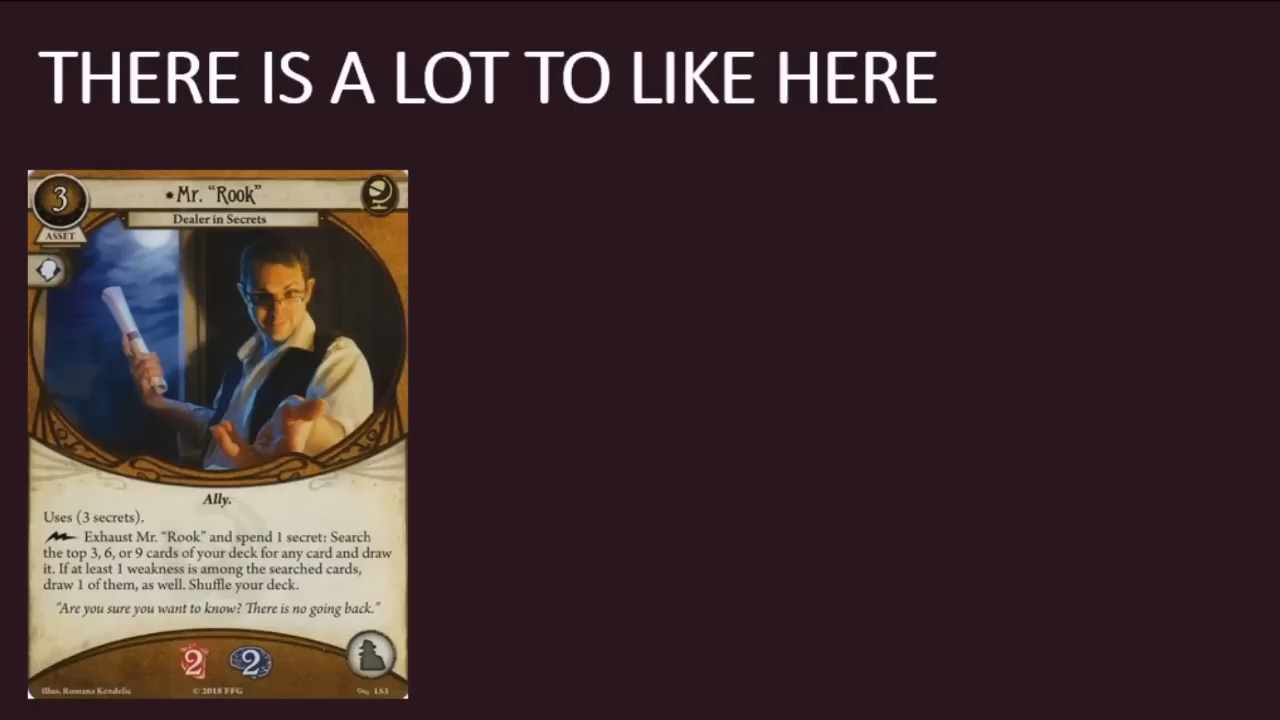 THERE IS A LOT TO LIKE HERE
3
*Mr. "Rook"
Dealer in Secrets
ASSET
Ally.
Uses (3 secrets).
Exhaust Mr. "Rook" and spend 1 secret: Search
the top 3, 6, or 9 cards of your deck for any card and draw
it. If at least 1 weakness is among the searched cards,
draw 1 of them, as well. Shuffle your deck.
"Are you sure you want to know? There is no going back."
2 2
Illus. Romana Kendelic © 2018 FFG 153